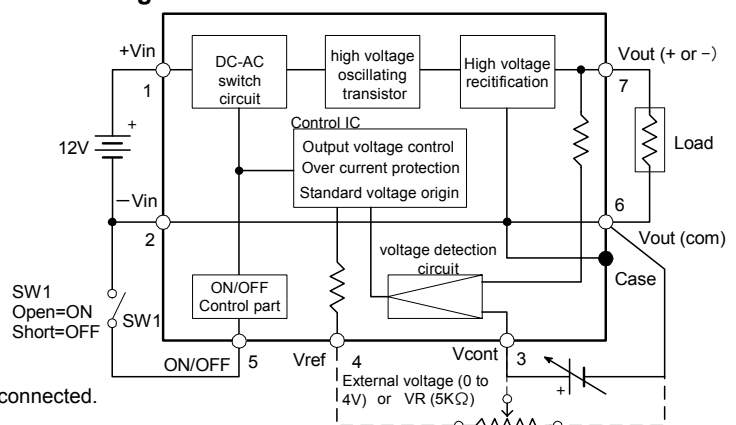 +Vin
DC-AC
switch
circuit
high voltage
oscillating
transistor
High voltage
recitification
Vout (+ or −)
1
7
Control IC
Output voltage control
Over current protection
Standard voltage origin
12V
+
Load
−Vin
2
6
Vout (com)
voltage detection
circuit
Case
ON/OFF
Control part
SW1
Open=ON
Short=OFF
SW1
ON/OFF
5
Vref
4
Vcont
3
External voltage (0 to
4V) or VR (5KΩ)
+
connected.